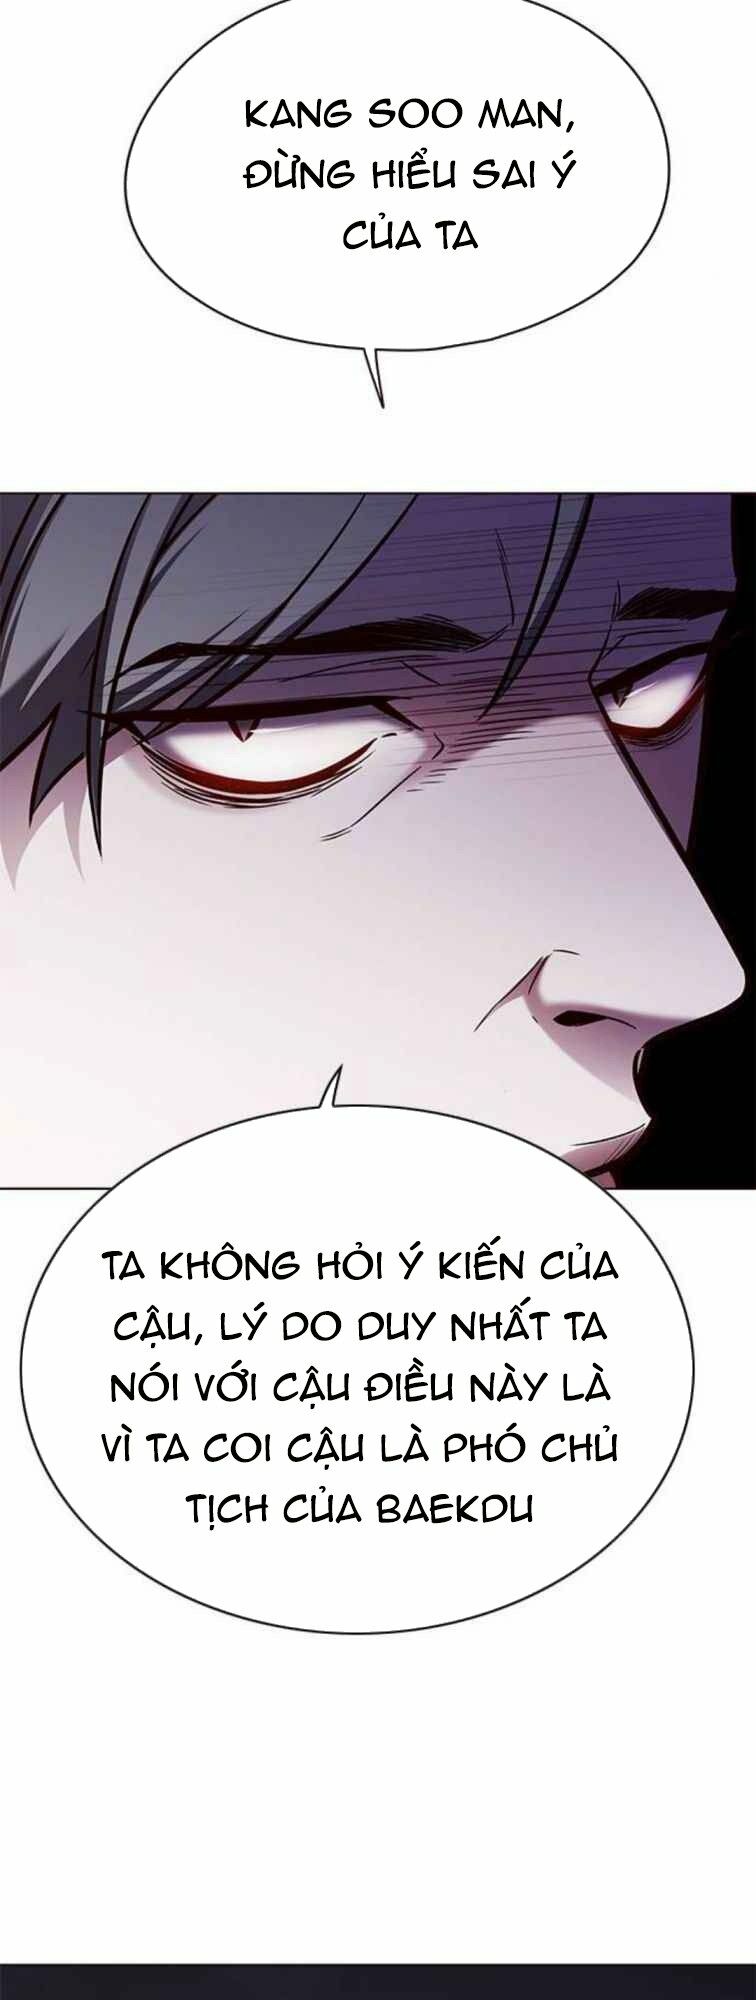 KANG SOO MAN,
ĐỪNG HIỂU SAI Ý
CỦA TA
TA KHÔNG HỎI Ý KIẾN CỦA
CẬU, LÝ DO DUY NHẤT TA
NÓI VỚI CẬU ĐIỀU NÀY LÀ
VÌ TA COI CẬU LÀ PHÓ CHỦ
TỊCH CỦA BAEKDU